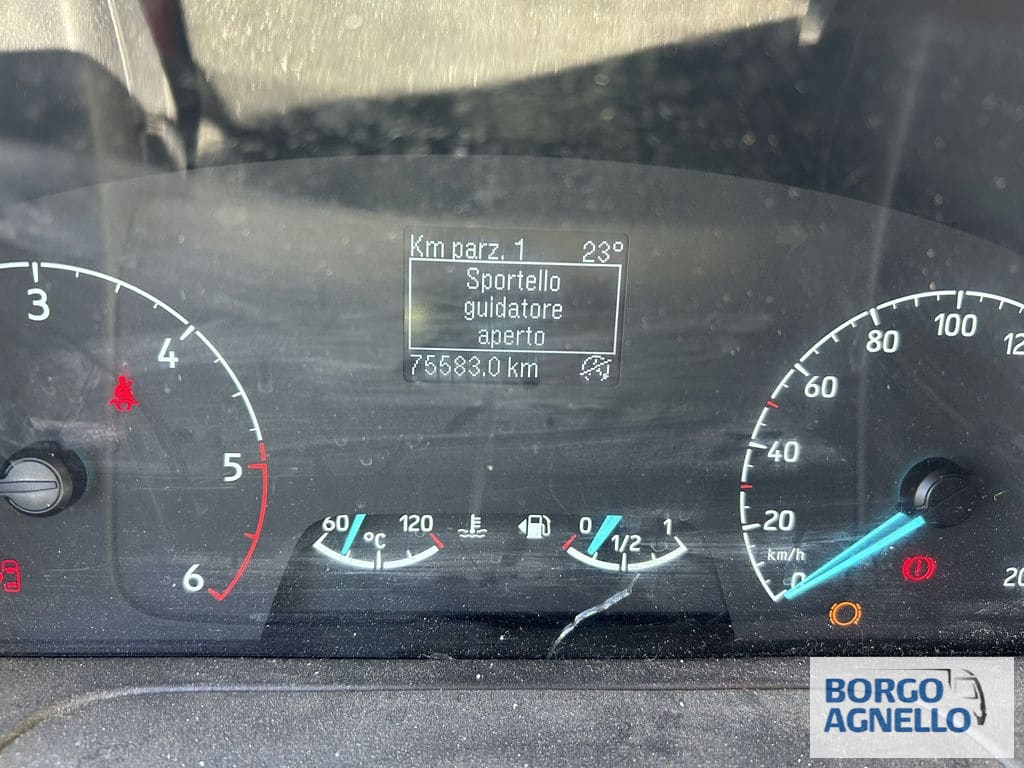 Km parz. 1 23°
Sportello
guidatore
aperto
75583.0 km
3
4
5
6
60 120
°C
0 1/2 1
0
20
40
60
80
100
km/h
BORGO
AGNELLO